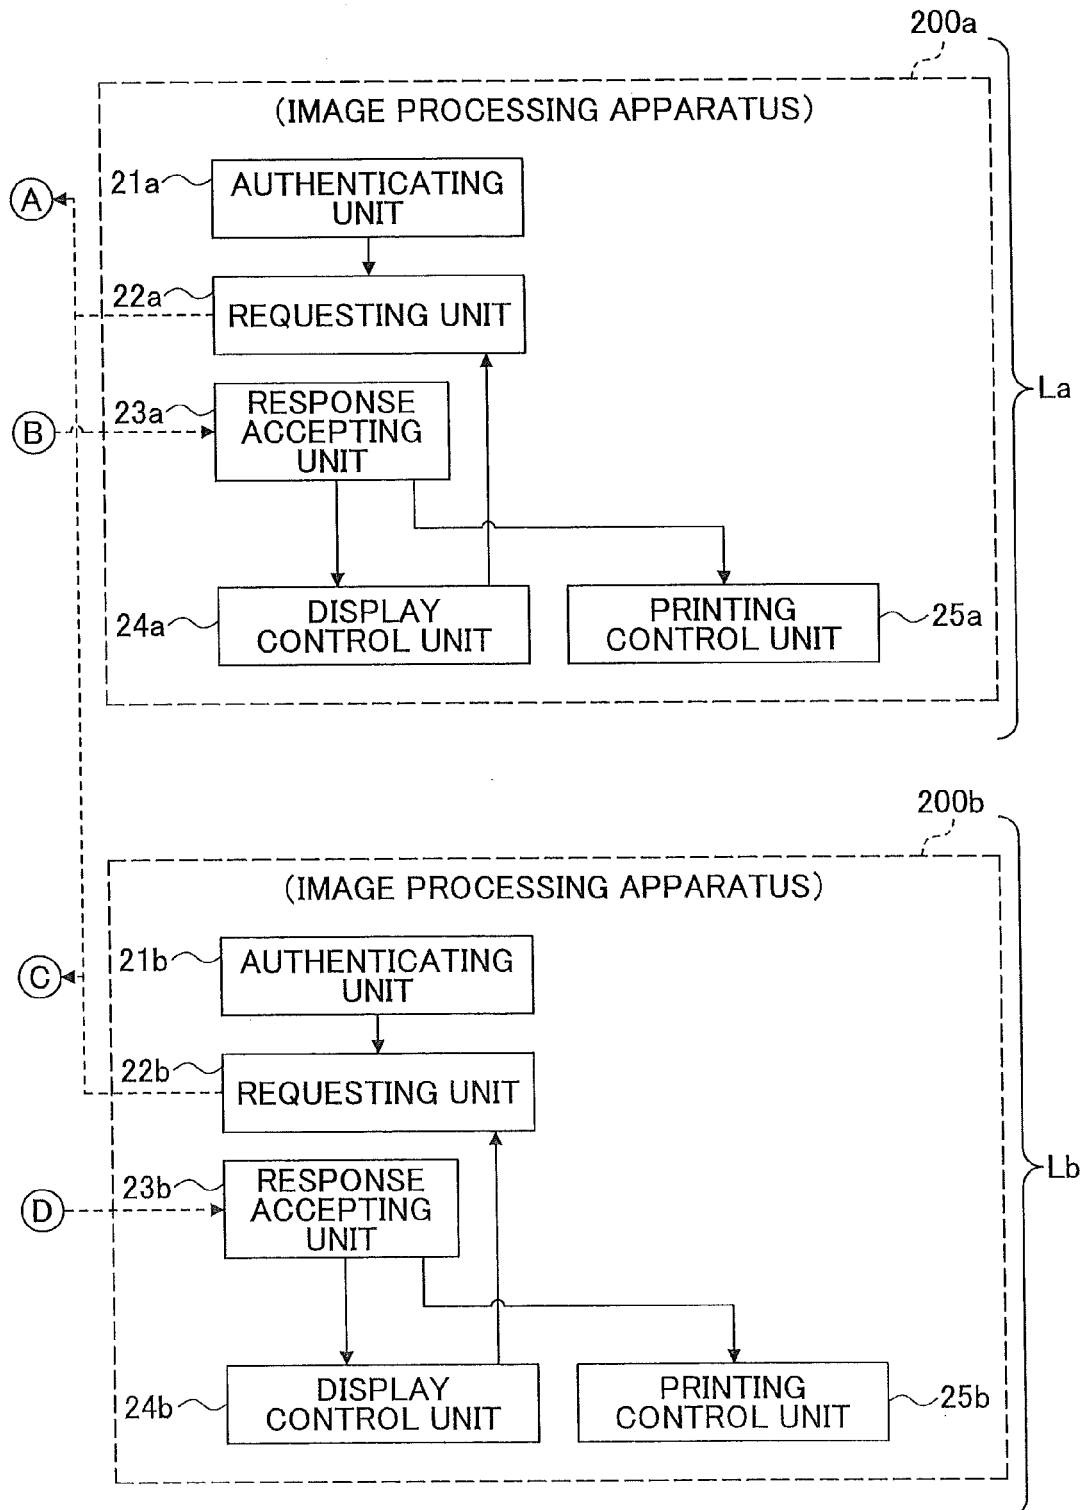 200a
(IMAGE PROCESSING APPARATUS)
21a
AUTHENTICATING
UNIT
A
22a
REQUESTING UNIT
23a
RESPONSE
ACCEPTING
UNIT
B
La
24a
DISPLAY
CONTROL UNIT
PRINTING
CONTROL UNIT
25a
200b
(IMAGE PROCESSING APPARATUS)
21b
AUTHENTICATING
UNIT
C
22b
REQUESTING UNIT
23b
RESPONSE
ACCEPTING
UNIT
D
Lb
24b
DISPLAY
CONTROL UNIT
PRINTING
CONTROL UNIT
25b